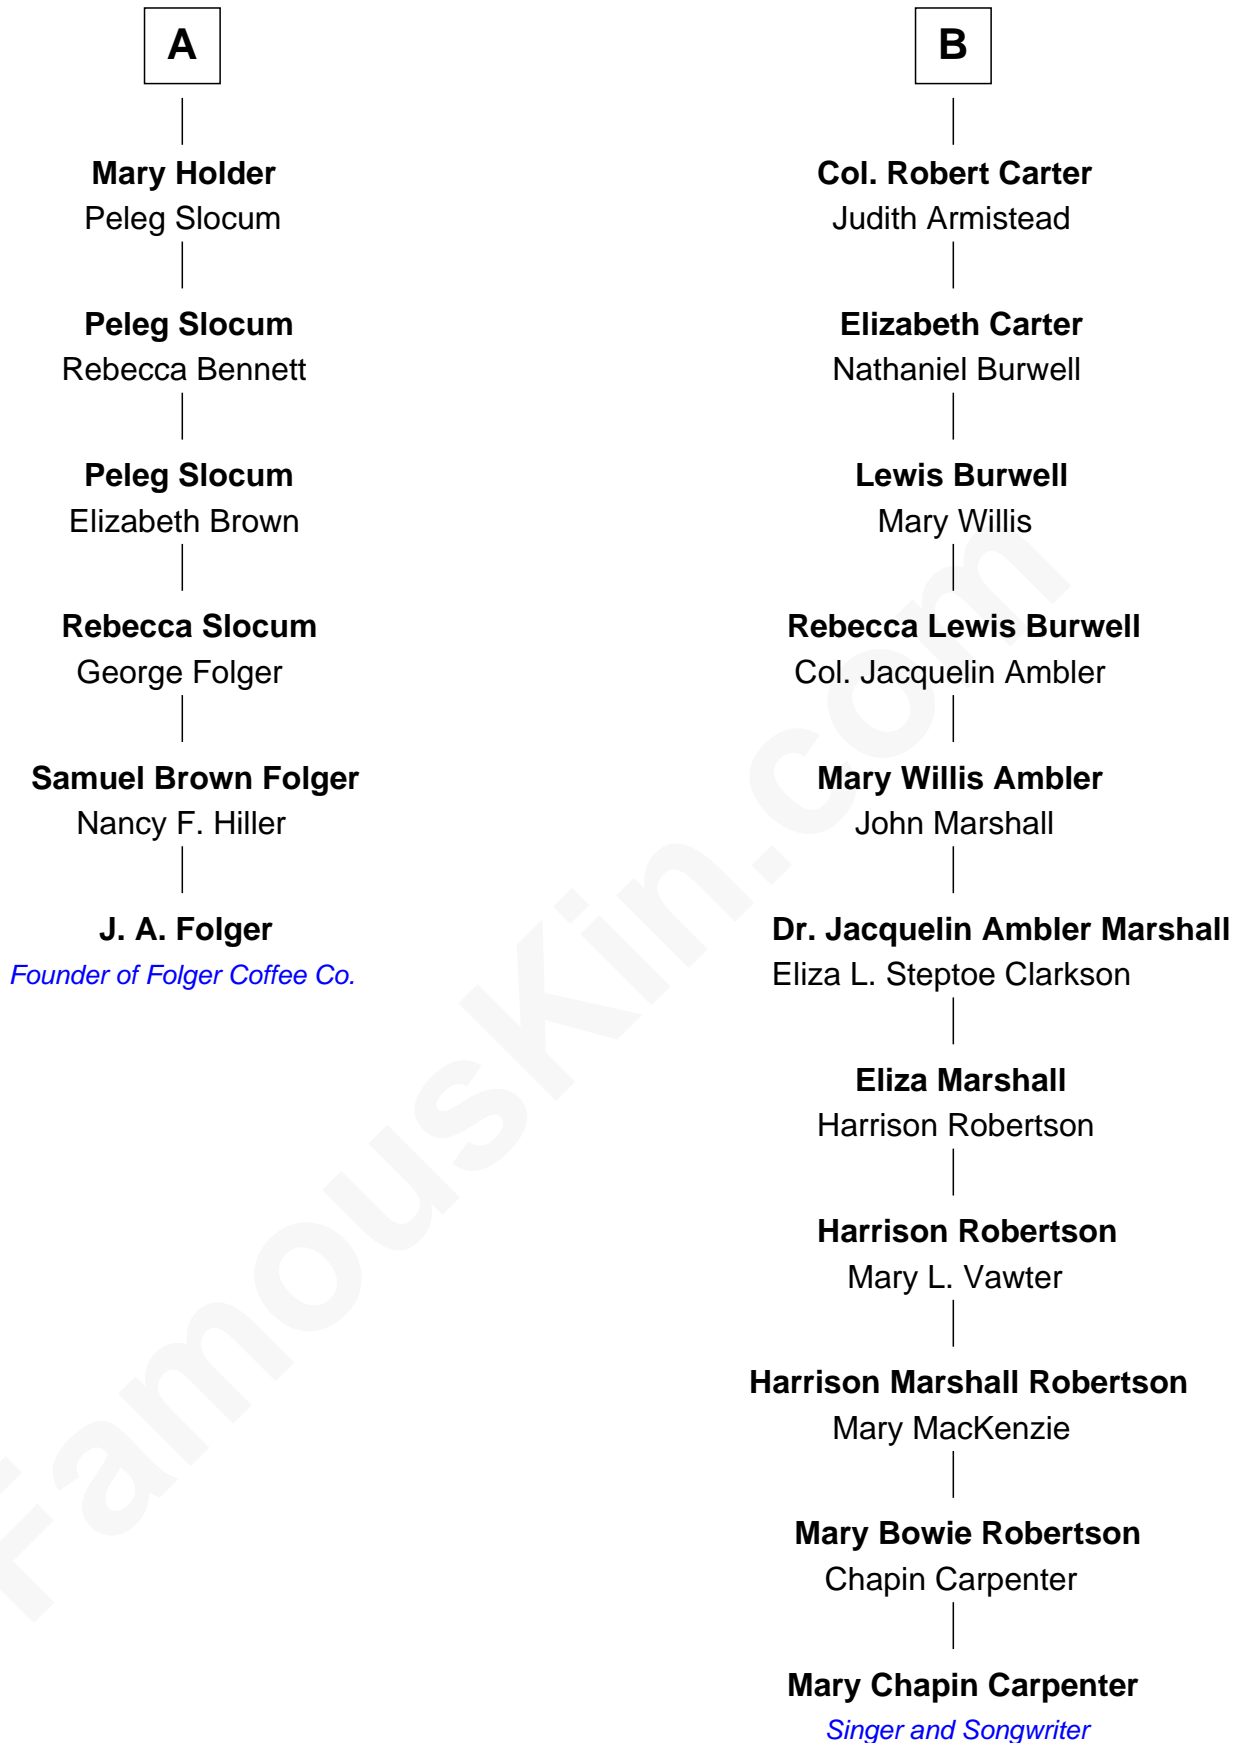 A
Mary Holder
Peleg Slocum
Peleg Slocum
Rebecca Bennett
Peleg Slocum
Elizabeth Brown
Rebecca Slocum
George Folger
Samuel Brown Folger
Nancy F. Hiller
J. A. Folger
Founder of Folger Coffee Co.
B
Col. Robert Carter
Judith Armistead
Elizabeth Carter
Nathaniel Burwell
Lewis Burwell
Mary Willis
Rebecca Lewis Burwell
Col. Jacquelin Ambler
Mary Willis Ambler
John Marshall
Dr. Jacquelin Ambler Marshall
Eliza L. Steptoe Clarkson
Eliza Marshall
Harrison Robertson
Harrison Robertson
Mary L. Vawter
Harrison Marshall Robertson
Mary MacKenzie
Mary Bowie Robertson
Chapin Carpenter
Mary Chapin Carpenter
Singer and Songwriter
FamousKin.com